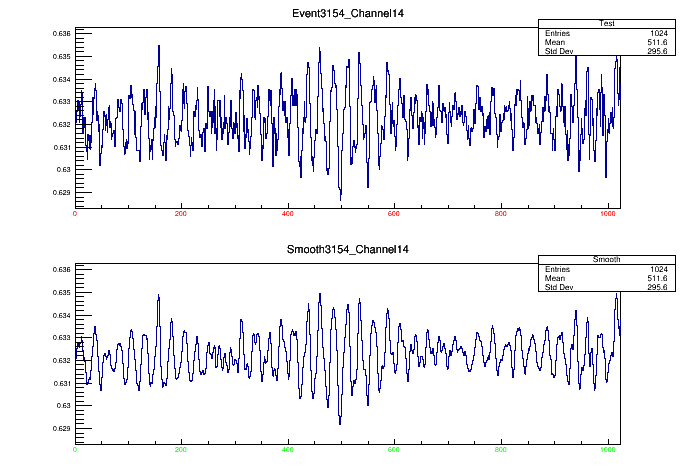 Event3154_Channel14
Test
Entries 1024
Mean 511.6
Std Dev 295.6
0.636
0.635
0.634
0.633
0.632
0.631
0.63
0.629
0 200 400 600 800 1000
Smooth3154_Channel14
Smooth
Entries 1024
Mean 511.6
Std Dev 295.6
0.636
0.635
0.634
0.633
0.632
0.631
0.63
0.629
0 200 400 600 800 1000